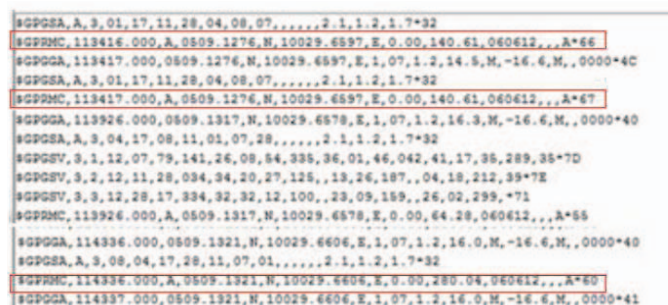 $GPGSA,A,3,01,17,11,28,04,08,07,,,,,,2.1,1.2,1.7*32
$GPRMC,113416.000,A,0509.1276,N,10029.6597,E,0.00,140.61,060612,,,A*66
$GPGGA,113417.000,0509.1276,N,10029.6597,E,1,07,1.2,14.5,M,-16.6,M,,0000*4C
$GPGSA,A,3,01,17,11,28,04,08,07,,,,,,2.1,1.2,1.7*32
$GPRMC,113417.000,A,0509.1276,N,10029.6597,E,0.00,140.61,060612,,,A*67
$GPGGA,113926.000,0509.1317,N,10029.6578,E,1,07,1.2,16.3,M,-16.6,M,,0000*40
$GPGSA,A,3,04,17,08,11,01,07,28,,,,,,2.1,1.2,1.7*32
$GPGSV,3,1,12,07,79,141,26,08,54,335,36,01,46,042,41,17,35,289,35*7D
$GPGSV,3,2,12,11,28,034,34,20,27,125,,13,26,187,,04,18,212,39*7E
$GPGSV,3,3,12,28,17,334,32,32,12,100,,23,09,159,,26,02,299,*71
$GPRMC,113926.000,A,0509.1317,N,10029.6578,E,0.00,64.28,060612,,,A*55
$GPGGA,114336.000,0509.1321,N,10029.6606,E,1,07,1.2,16.0,M,-16.6,M,,0000*40
$GPGSA,A,3,08,04,17,28,11,07,01,,,,,,2.1,1.2,1.7*32
$GPRMC,114336.000,A,0509.1321,N,10029.6606,E,0.00,280.04,060612,,,A*60
$GPGGA,114337.000,0509.1321,N,10029.6606,E,1,07,1.2,16.0,M,-16.6,M,,0000*41